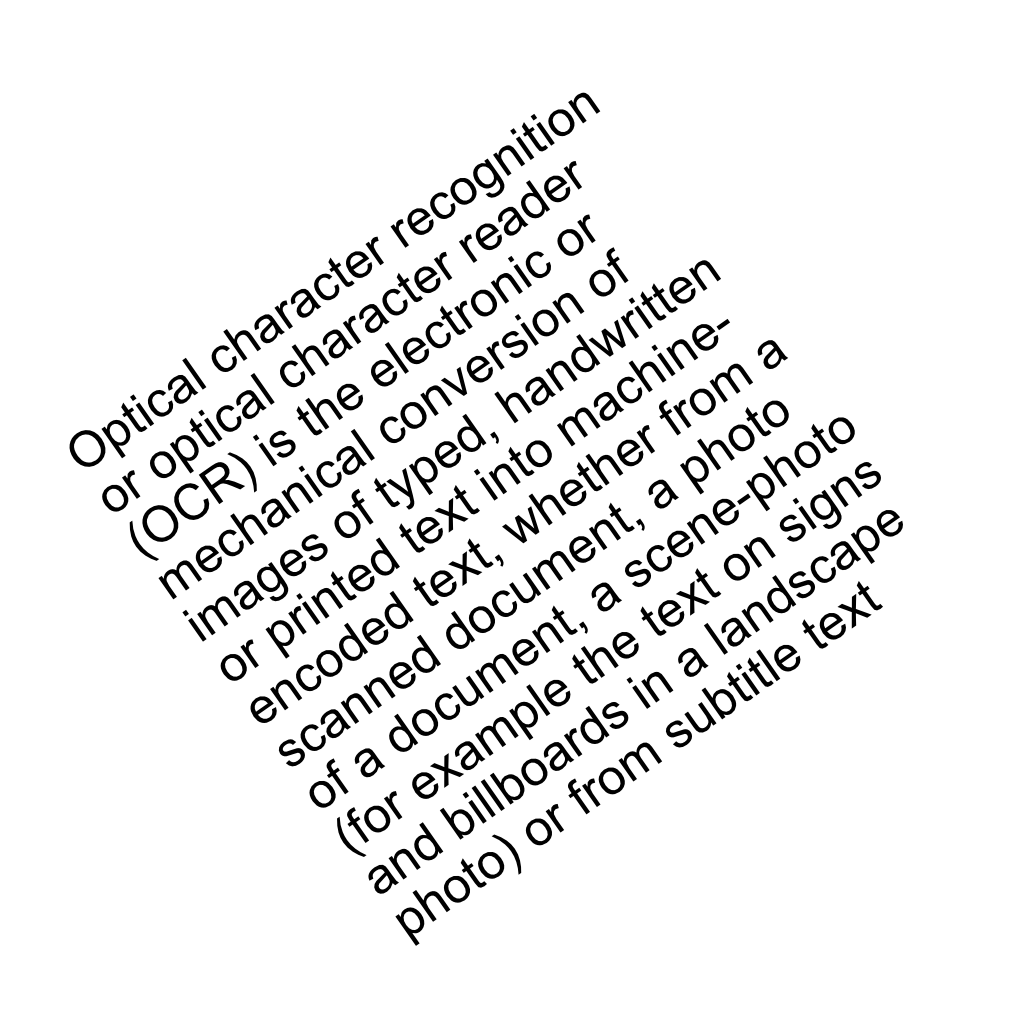 Optical character recognition
or optical character reader
(OCR) is the electronic or
mechanical conversion of
images of typed, handwritten
or printed text into machine-
encoded text, whether from a
scanned document, a photo
of a document, a scene-photo
(for example the text on signs
and billboards in a landscape
photo) or from subtitle text